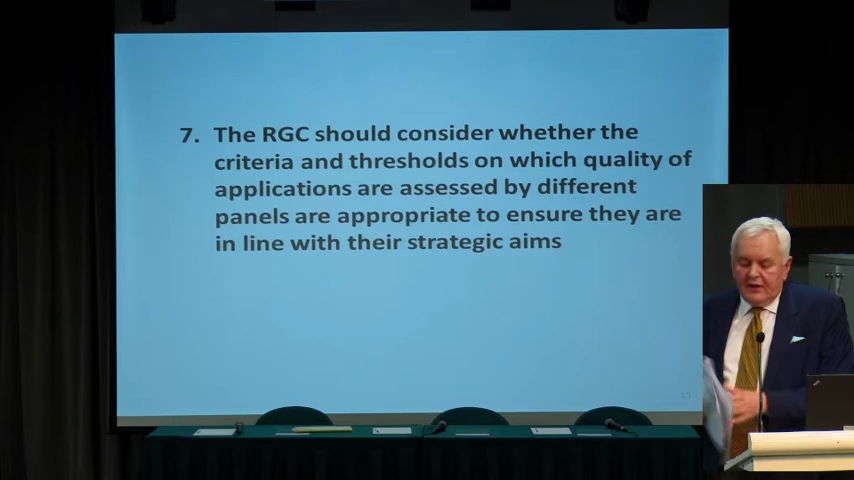 7. The RGC should consider whether the
criteria and thresholds on which quality of
applications are assessed by different
panels are appropriate to ensure they are
in line with their strategic aims
15